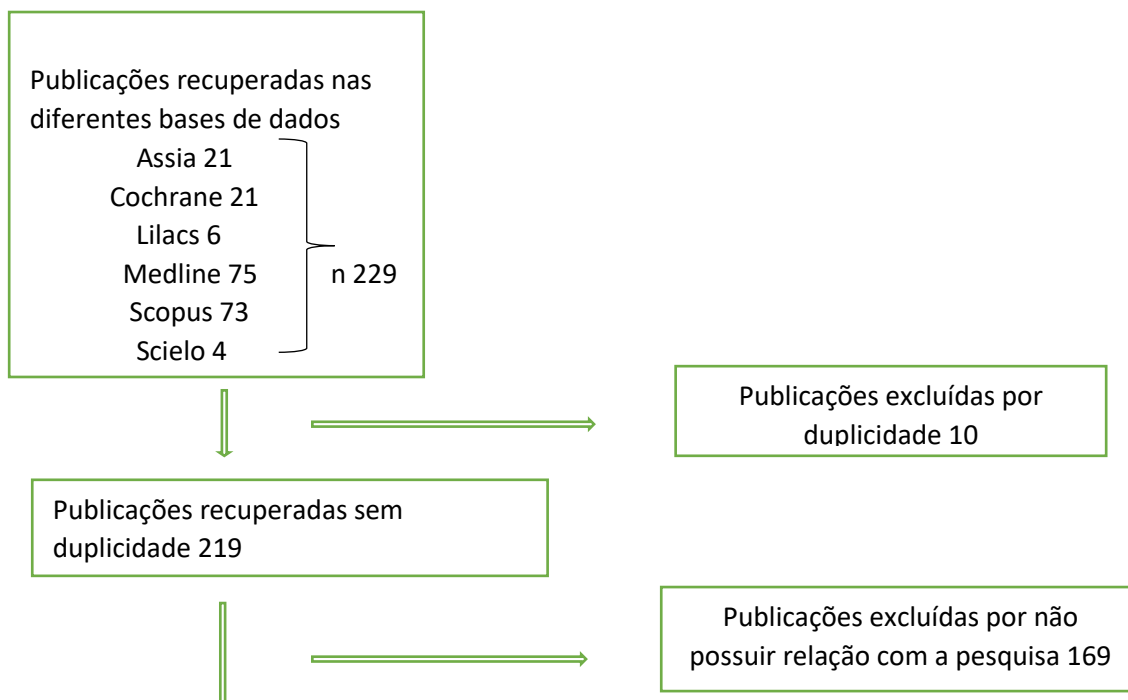 Publicações recuperadas nas
diferentes bases de dados
Assia 21
Cochrane 21
Lilacs 6
Medline 75
n 229
Scopus 73
Scielo 4
Publicações excluídas por
duplicidade 10
Publicações recuperadas sem
duplicidade 219
Publicações excluídas por não
possuir relação com a pesquisa 169